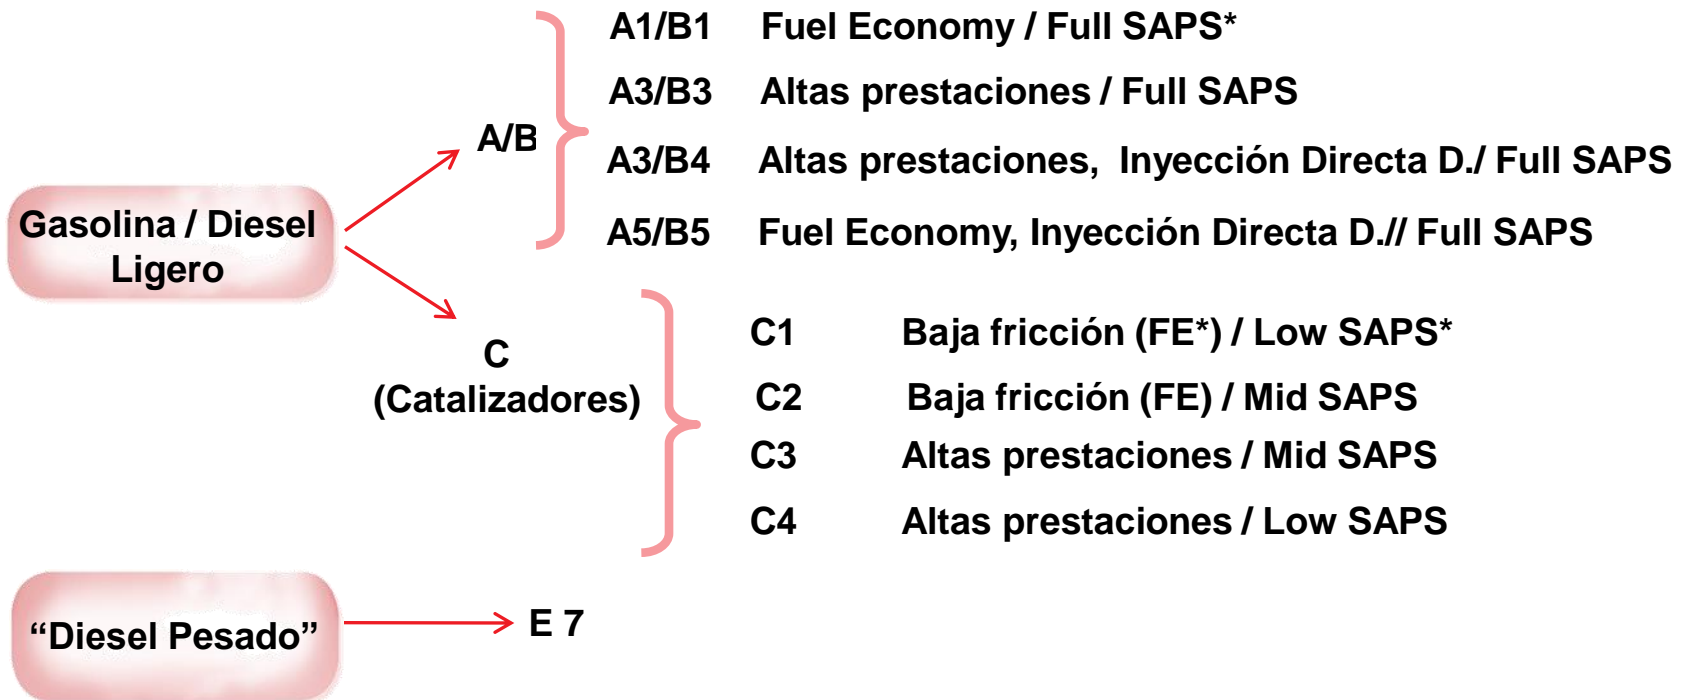 A1/B1 Fuel Economy / Full SAPS*
A3/B3 Altas prestaciones / Full SAPS
A/B
A3/B4 Altas prestaciones, Inyección Directa D./ Full SAPS
Gasolina / Diesel
Ligero
A5/B5 Fuel Economy, Inyección Directa D.// Full SAPS
C
(Catalizadores)
C1 Baja fricción (FE*) / Low SAPS*
C2 Baja fricción (FE) / Mid SAPS
C3 Altas prestaciones / Mid SAPS
C4 Altas prestaciones / Low SAPS
“Diesel Pesado”
E 7